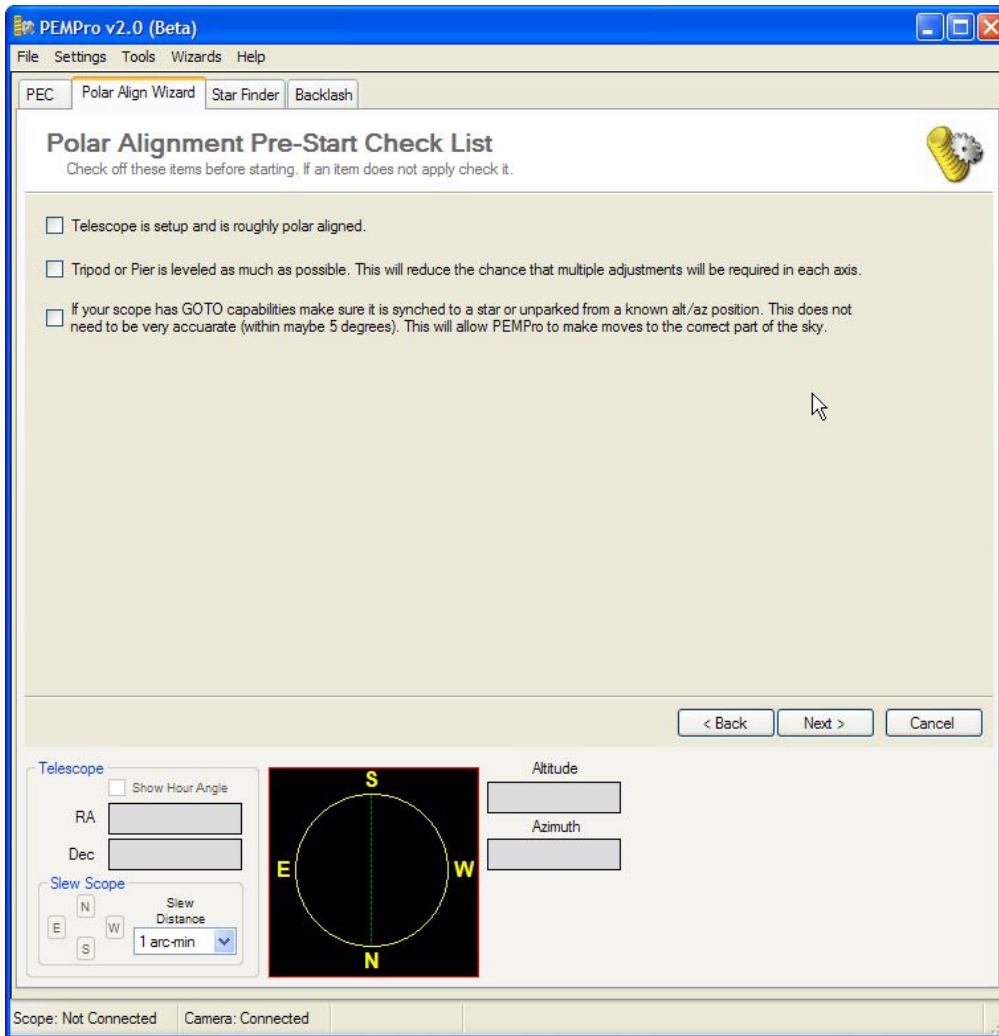 PEMPro v2.0 (Beta)
File Settings Tools Wizards Help
PEC Polar Align Wizard Star Finder Backlash
Polar Alignment Pre-Start Check List
Check off these items before starting. If an item does not apply check it.
Telescope is setup and is roughly polar aligned.
Tripod or Pier is leveled as much as possible. This will reduce the chance that multiple adjustments will be required in each axis.
If your scope has GOTO capabilities make sure it is synched to a star or unparked from a known alt/az position. This does not
need to be very accuarate (within maybe 5 degrees). This will allow PEMPro to make moves to the correct part of the sky.
< Back Next > Cancel
Telescope
Show Hour Angle
RA
Dec
Slew Scope
N
E
W
S
Slew
Distance
1 arc-min
S
E
W
N
Altitude
Azimuth
Scope: Not Connected Camera: Connected